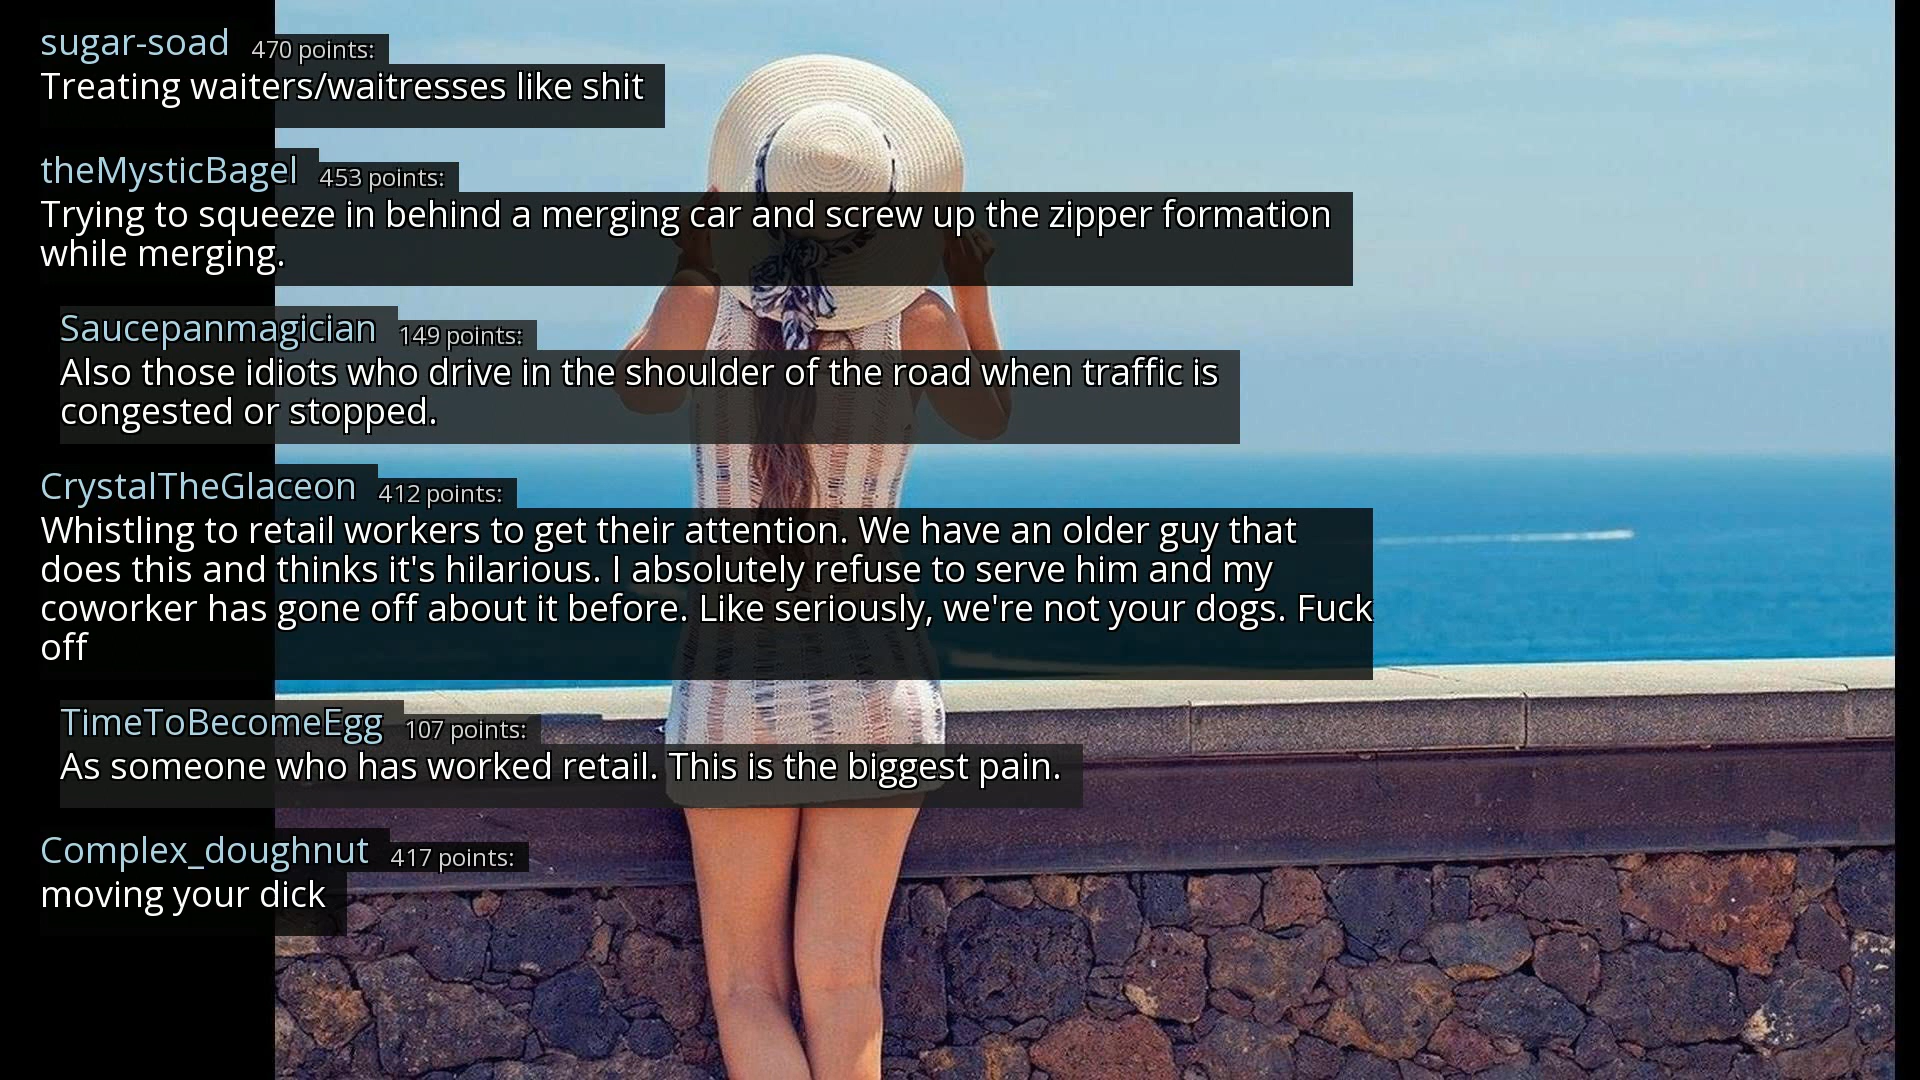 sugar-soad 470 points:
Treating waiters/waitresses like shit
theMysticBagel 453 points:
Trying to squeeze in behind a merging car and screw up the zipper formation
while merging.
Saucepanmagician 149 points:
Also those idiots who drive in the shoulder of the road when traffic is
congested or stopped.
CrystalTheGlaceon 412 points:
Whistling to retail workers to get their attention. We have an older guy that
does this and thinks it's hilarious. I absolutely refuse to serve him and my
coworker has gone off about it before. Like seriously, we're not your dogs. Fuck
off
TimeToBecomeEgg 107 points:
As someone who has worked retail. This is the biggest pain.
Complex_doughnut 417 points:
moving your dick